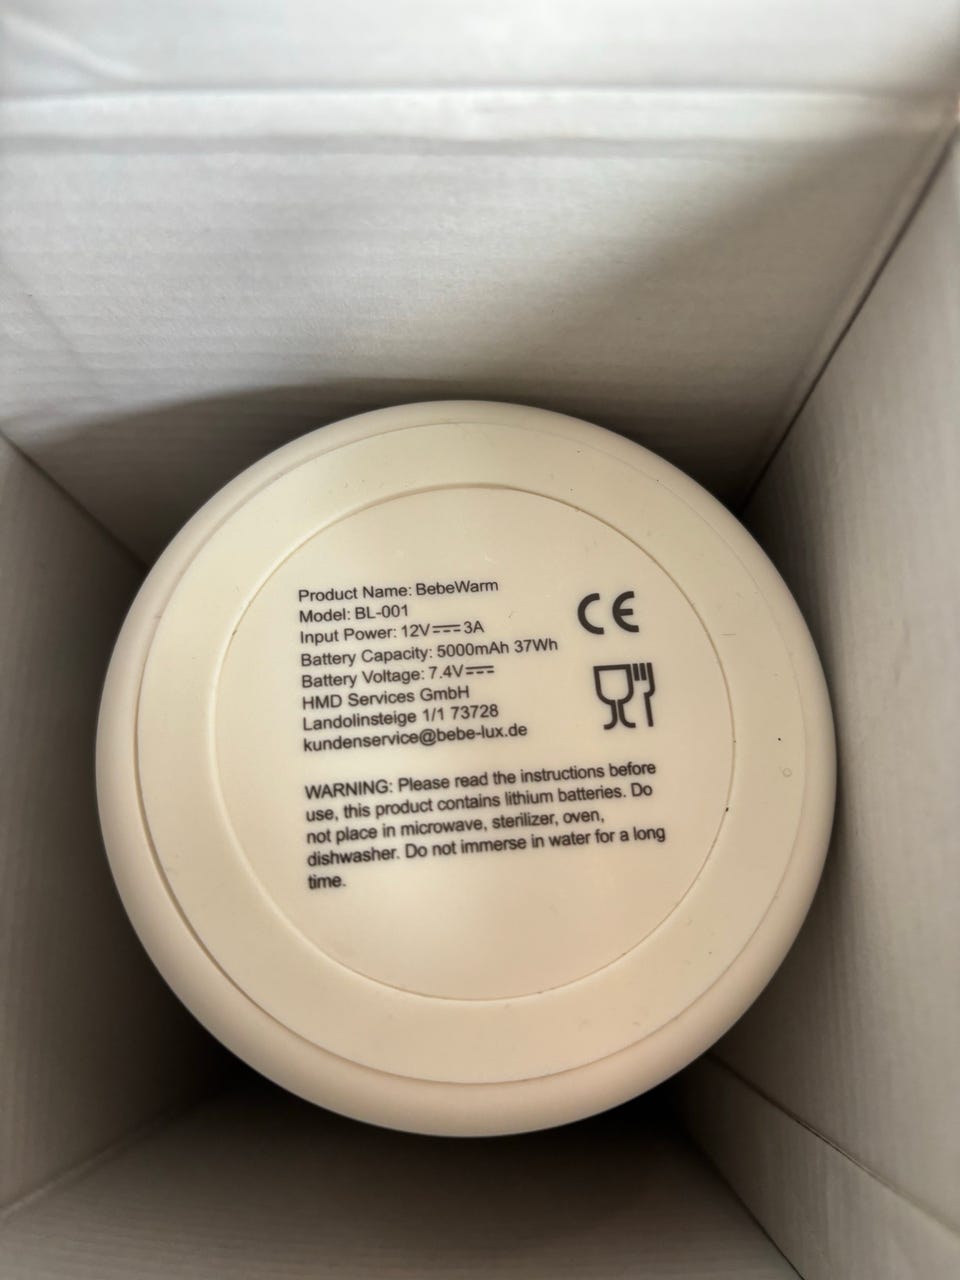 Product Name: BebeWarm
Model: BL-001
Input Power: 12V⎓3A
Battery Capacity: 5000mAh 37Wh
Battery Voltage: 7.4V⎓
HMD Services GmbH
Landolinsteige 1/1 73728
kundenservice@bebe-lux.de
CE
WARNING: Please read the instructions before
use, this product contains lithium batteries. Do
not place in microwave, sterilizer, oven,
dishwasher. Do not immerse in water for a long
time.